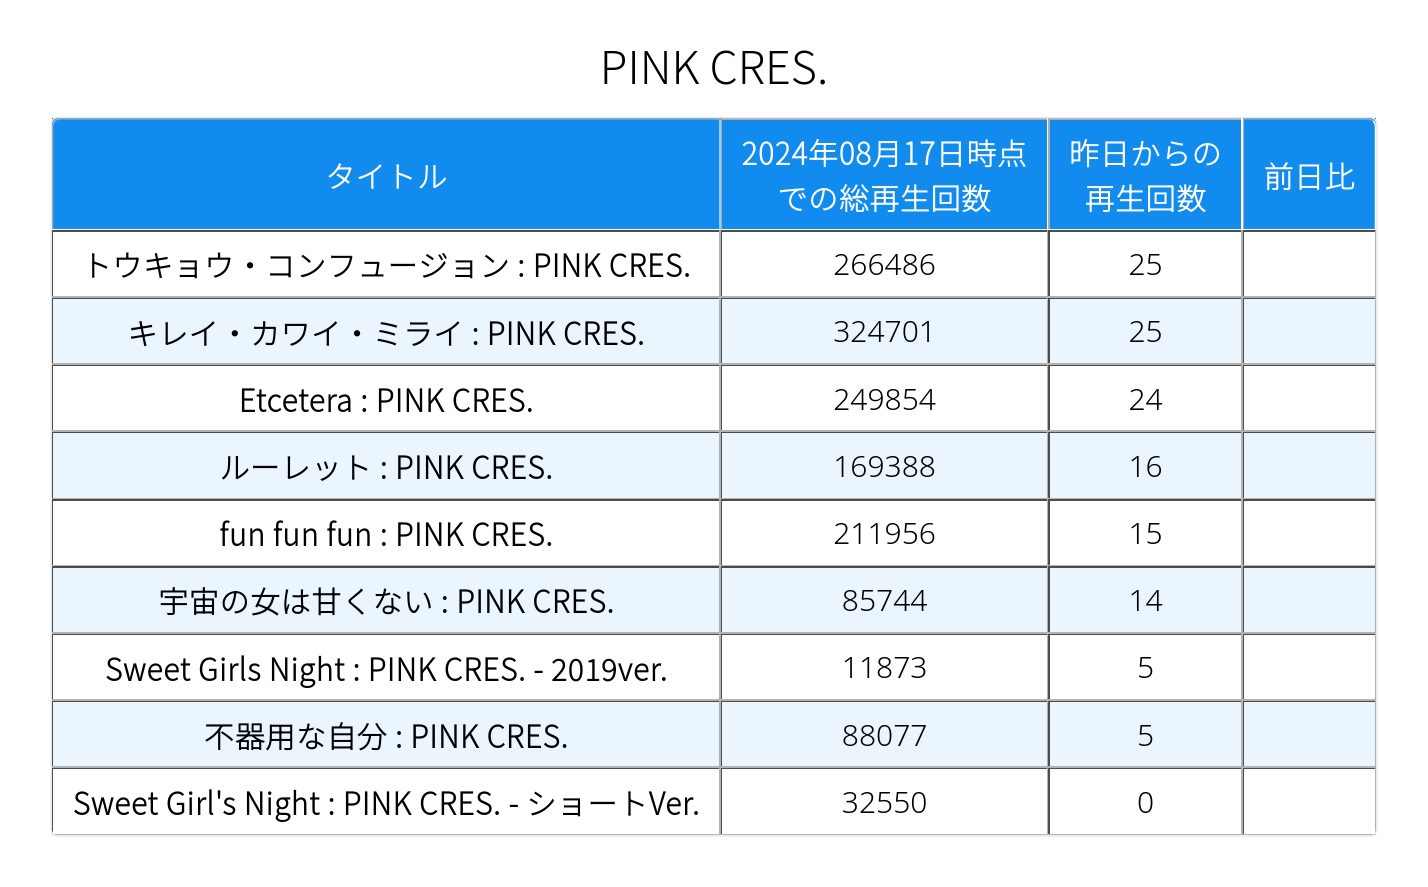 PINK CRES.
タイトル
2024年08月17日時点
での総再生回数
昨日からの
再生回数
前日比
トウキョウ・コンフュージョン : PINK CRES. 266486 25
キレイ・カワイ・ミライ : PINK CRES. 324701 25
Etcetera : PINK CRES. 249854 24
ルーレット : PINK CRES. 169388 16
fun fun fun : PINK CRES. 211956 15
宇宙の女は甘くない : PINK CRES. 85744 14
Sweet Girls Night : PINK CRES. - 2019ver. 11873 5
不器用な自分 : PINK CRES. 88077 5
Sweet Girl's Night : PINK CRES. - ショートVer. 32550 0